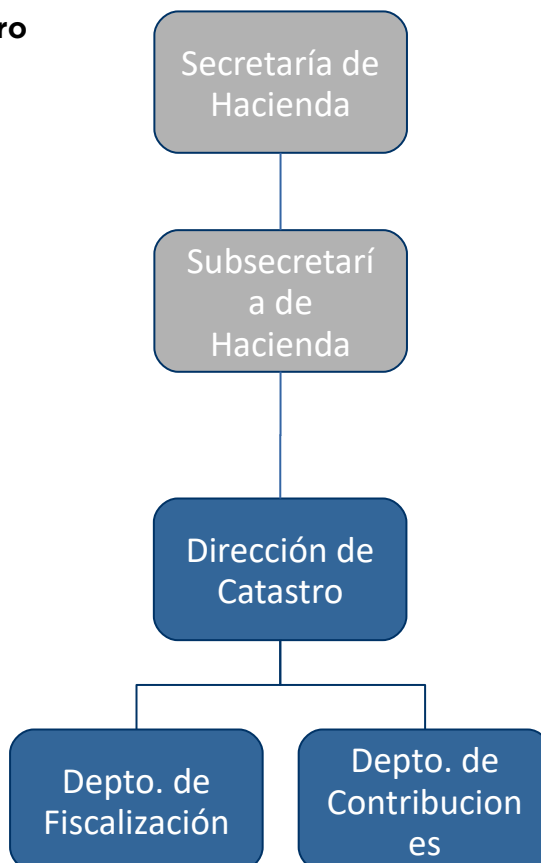 ro
Secretaría de
Hacienda
Subsecretarí
a de
Hacienda
Dirección de
Catastro
Depto. de
Fiscalización
Depto. de
Contribucion
es